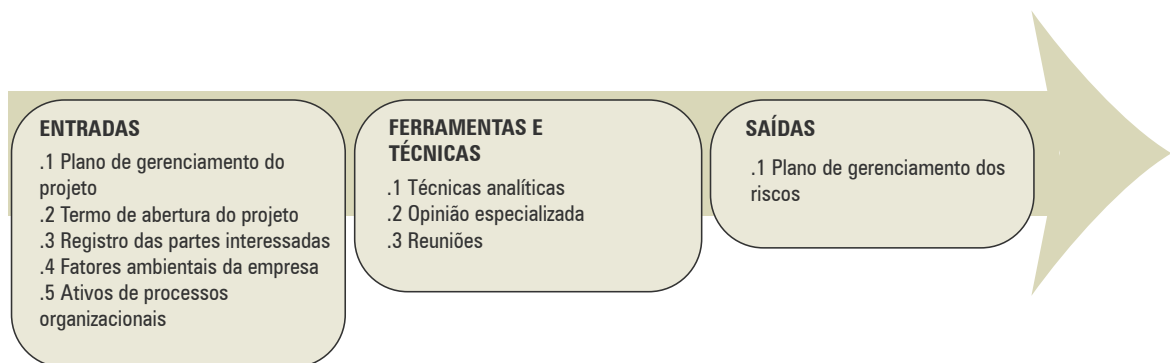 ENTRADAS
.1 Plano de gerenciamento do
projeto
.2 Termo de abertura do projeto
.3 Registro das partes interessadas
.4 Fatores ambientais da empresa
.5 Ativos de processos
organizacionais
FERRAMENTAS E
TÉCNICAS
.1 Técnicas analíticas
.2 Opinião especializada
.3 Reuniões
SAÍDAS
.1 Plano de gerenciamento dos
riscos